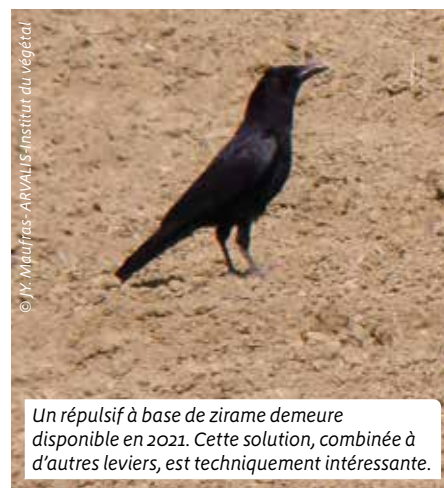 © JY. Maufras- ARVALIS-Institut du végétal
Un répulsif à base de zirame demeure
disponible en 2021. Cette solution, combinée à
d'autres leviers, est techniquement intéressante.